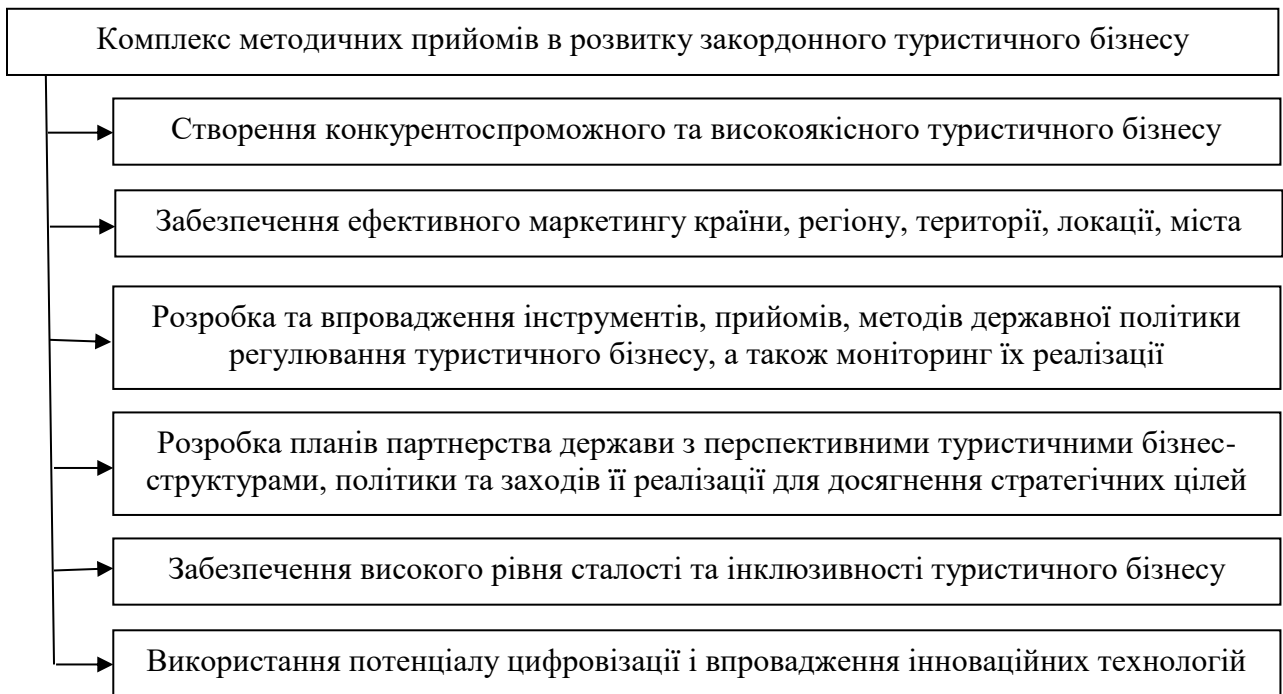 Комплекс методичних прийомів в розвитку закордонного туристичного бізнесу
Створення конкурентоспроможного та високоякісного туристичного бізнесу
Забезпечення ефективного маркетингу країни, регіону, території, локації, міста
Розробка та впровадження інструментів, прийомів, методів державної політики
регулювання туристичного бізнесу, а також моніторинг їх реалізації
Розробка планів партнерства держави з перспективними туристичними бізнес-
структурами, політики та заходів її реалізації для досягнення стратегічних цілей
Забезпечення високого рівня сталості та інклюзивності туристичного бізнесу
Використання потенціалу цифровізації і впровадження інноваційних технологій